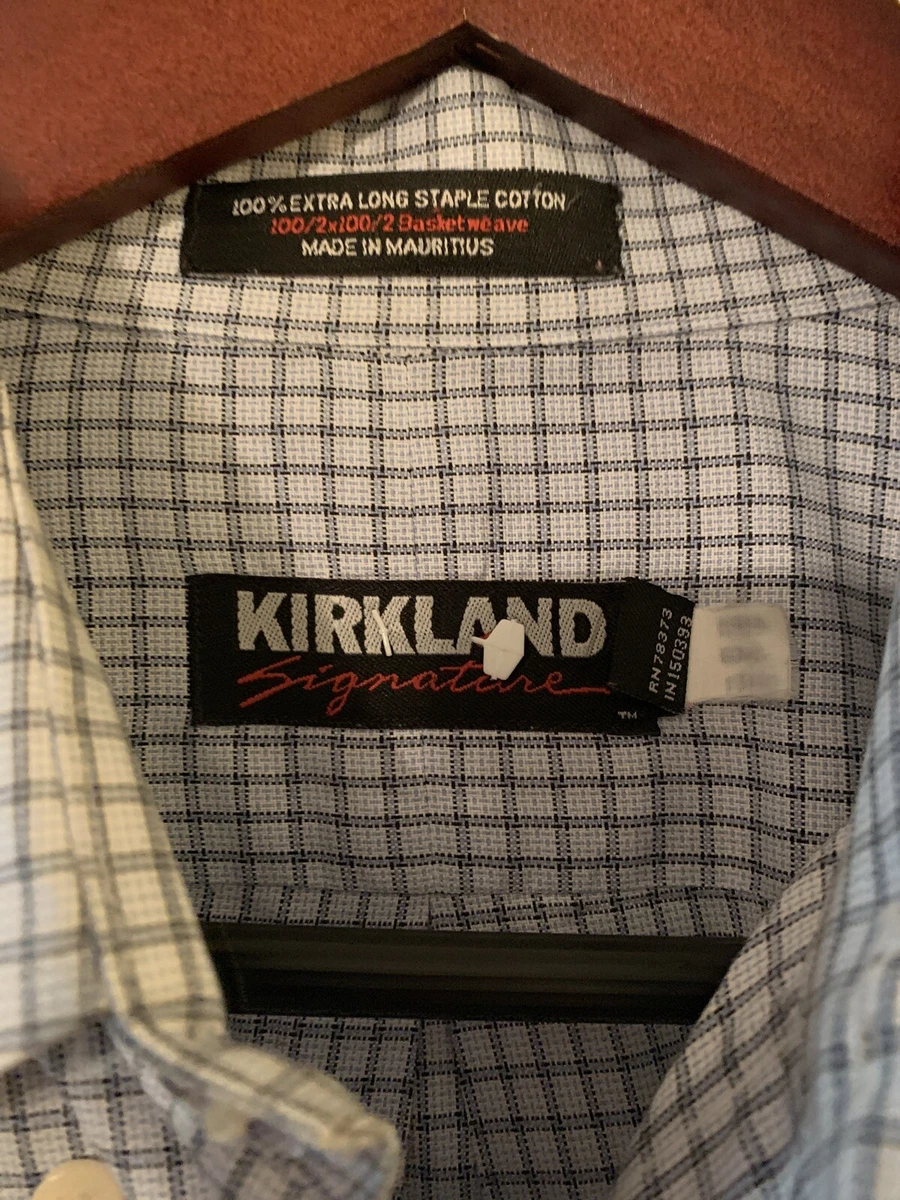 100% EXTRA LONG STAPLE COTTON
100/2x100/2 Basketweave
MADE IN MAURITIUS
KIRKLAND
Signature
TM
RN78373
IN150393